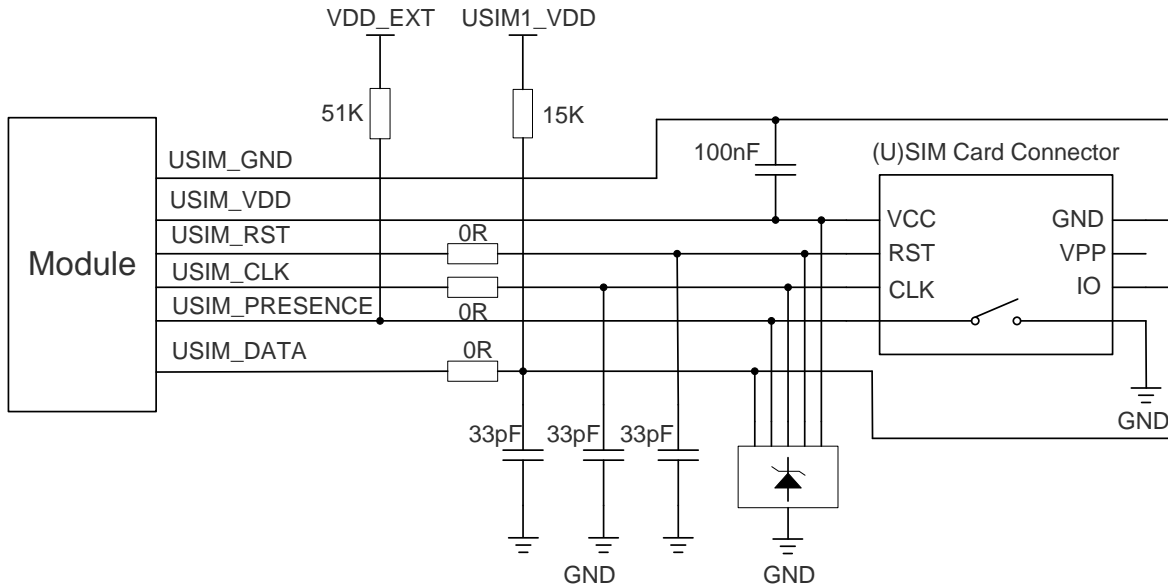 VDD_EXT
USIM1_VDD
51K
15K
100nF
(U)SIM Card Connector
USIM_GND
USIM_VDD
VCC
GND
USIM_RST
0R
RST
VPP
Module
USIM_CLK
CLK
IO
USIM_PRESENCE
0R
USIM_DATA
0R
GND
33pF
33pF
33pF
GND
GND